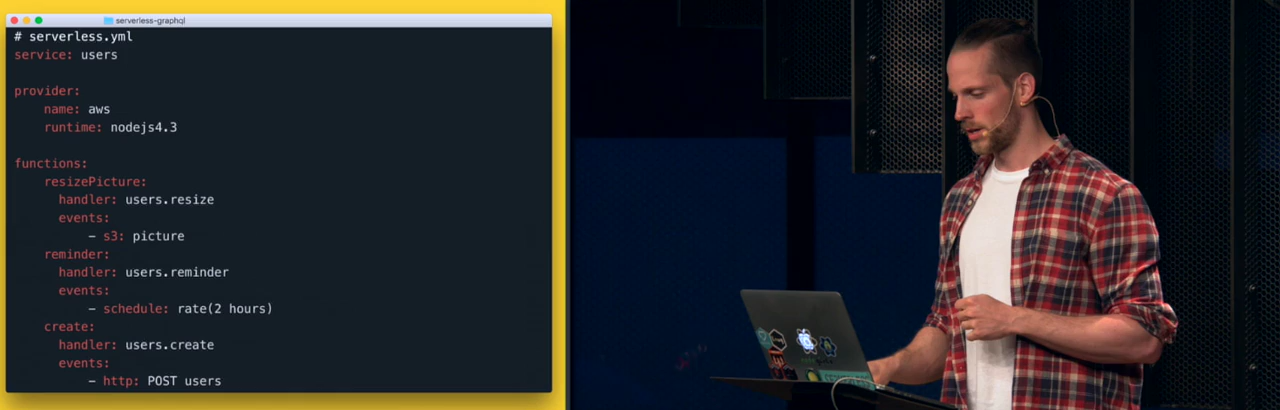 serverless-graphql
# serverless.yml
service: users
provider:
name: aws
runtime: nodejs4.3
functions:
resizePicture:
handler: users.resize
events:
- s3: picture
reminder:
handler: users.reminder
events:
- schedule: rate(2 hours)
create:
handler: users.create
events:
- http: POST users